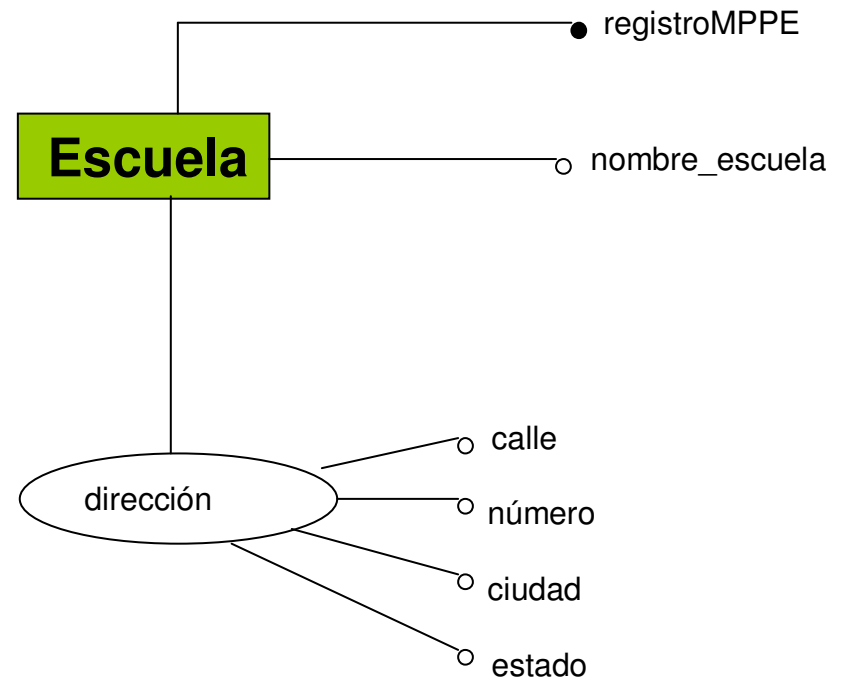 registroMPPE
Escuela
nombre_escuela
calle
dirección
número
ciudad
estado